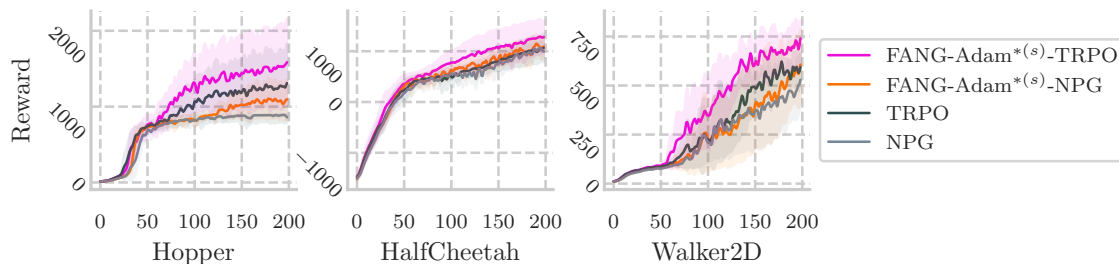 Reward
2000
1000
0
0 50 100 150 200
Hopper
1000
0
−1000
0 50 100 150 200
HalfCheetah
750
500
250
0
0 50 100 150 200
Walker2D
FANG-Adam*(s)-TRPO
FANG-Adam*(s)-NPG
TRPO
NPG